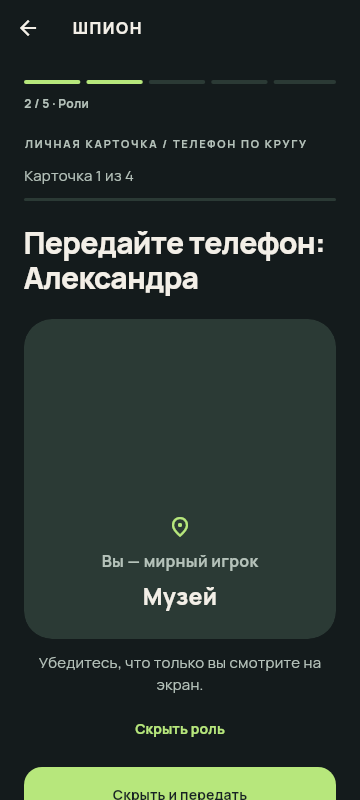 ШПИОН
2 / 5 · Роли
ЛИЧНАЯ КАРТОЧКА / ТЕЛЕФОН ПО КРУГУ
Карточка 1 из 4
Передайте телефон:
Александра
Вы — мирный игрок
Музей
Убедитесь, что только вы смотрите на
экран.
Скрыть роль
Скрыть и передать